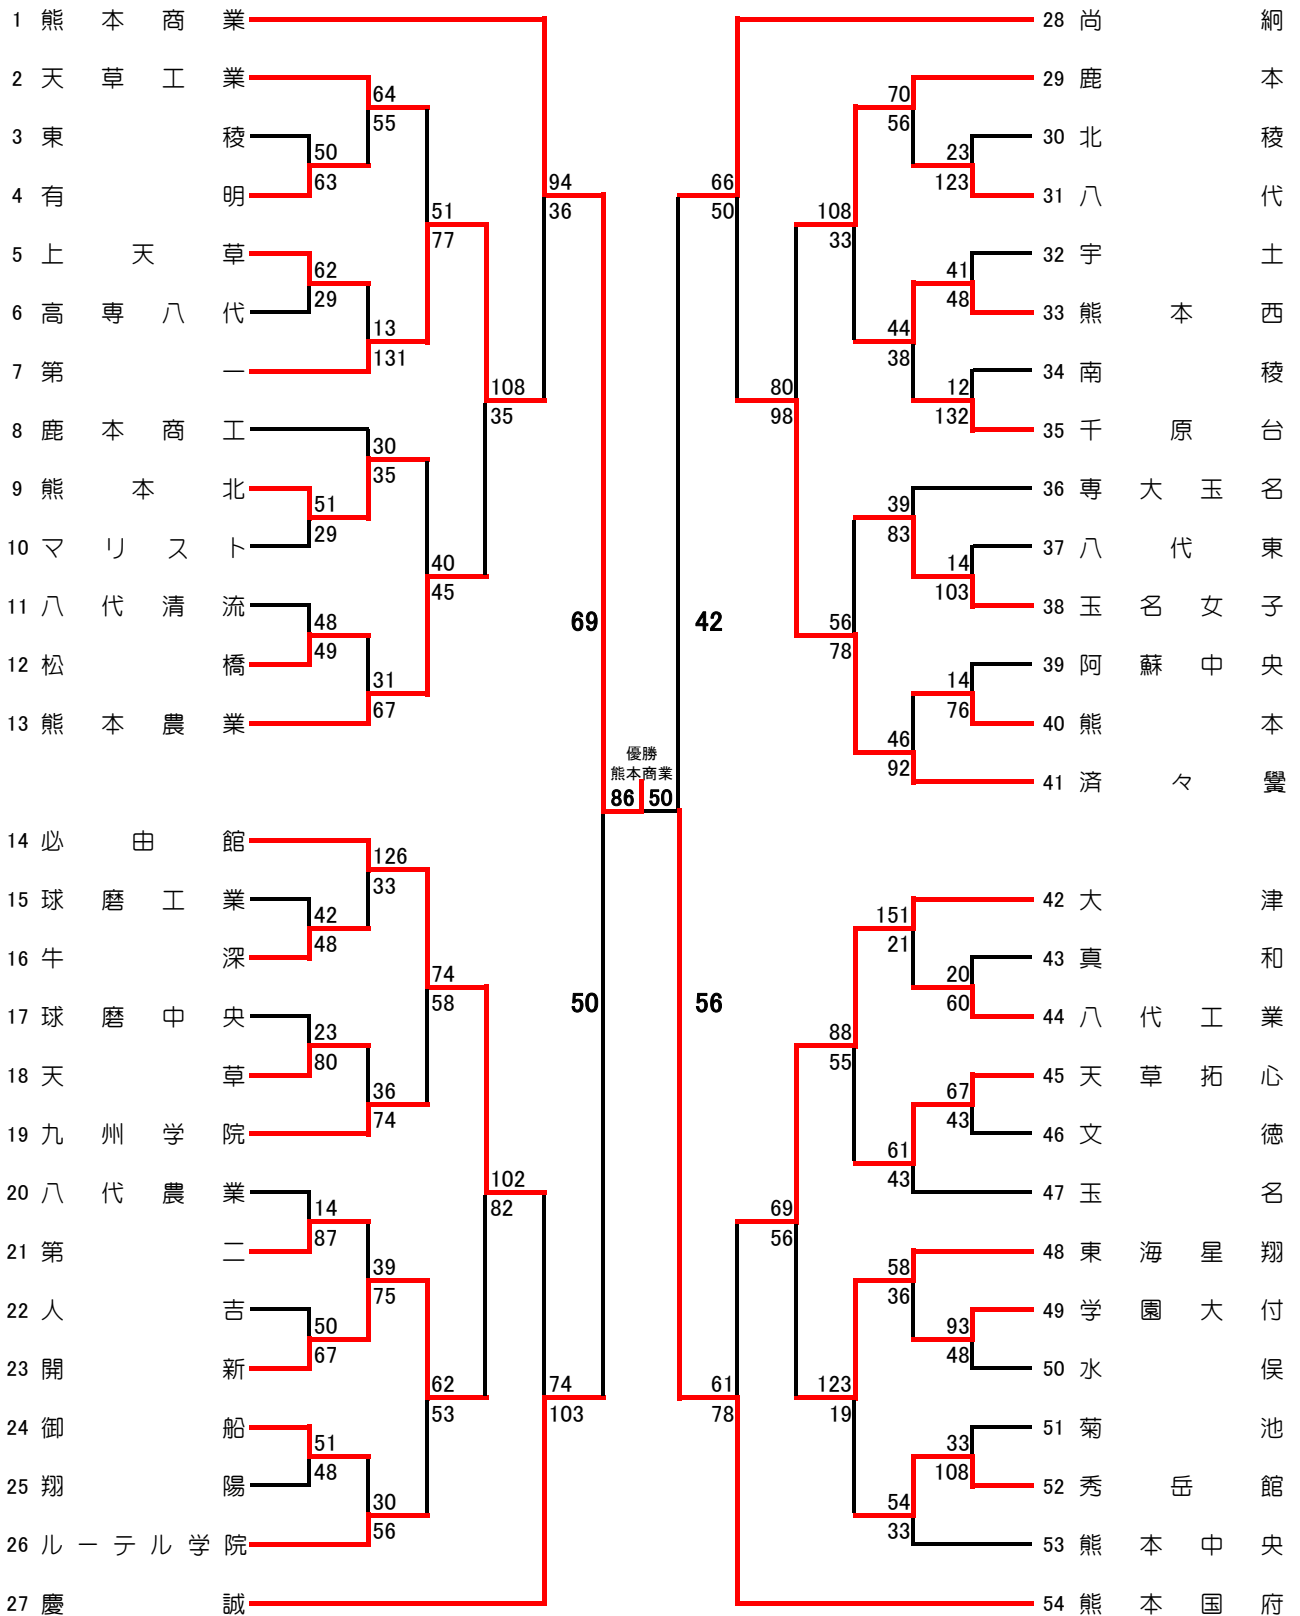 1 熊本商業
2 天草工業
3 東稜
4 有明
5 上天草
6 高専八代
7 第一
8 鹿本商工
9 熊本北
10 マリスト
11 八代清流
12 松橋
13 熊本農業
14 必由館
15 球磨工業
16 牛深
17 球磨中央
18 天草
19 九州学院
20 八代農業
21 第二
22 人吉
23 開新
24 御船
25 翔陽
26 ルーテル学院
27 慶誠
64
55
50
63
62
29
13
131
51
77
30
35
51
29
48
49
31
67
40
45
108
35
94
36
126
33
42
48
23
80
36
74
74
58
14
87
50
67
39
75
51
48
30
56
62
53
102
82
74
103
69
50
優勝
熊本商業
86 50
42
56
66
50
70
56
23
123
108
33
41
48
44
38
12
132
80
98
39
83
14
103
56
78
14
76
46
92
151
21
20
60
88
55
67
43
61
43
69
56
58
36
93
48
123
19
33
108
54
33
61
78
28 尚絅
29 鹿本
30 北稜
31 八代
32 宇土
33 熊本西
34 南稜
35 千原台
36 専大玉名
37 八代東
38 玉名女子
39 阿蘇中央
40 熊本
41 済々黌
42 大津
43 真和
44 八代工業
45 天草拓心
46 文徳
47 玉名
48 東海星翔
49 学園大付
50 水俣
51 菊池
52 秀岳館
53 熊本中央
54 熊本国府